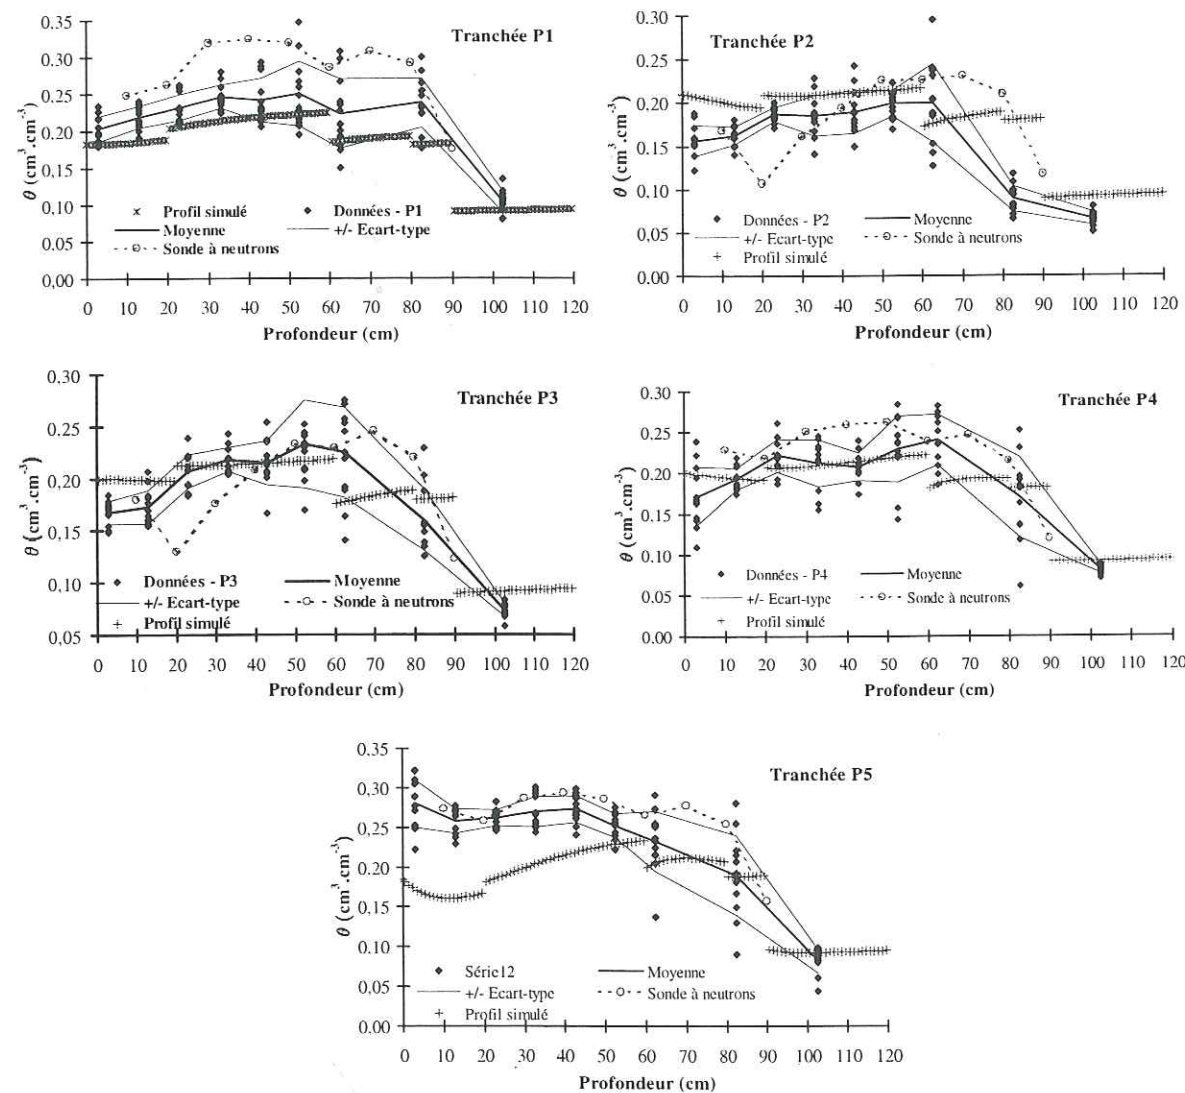 Tranchée P1
θ (cm³.cm⁻³)
0.35
0.30
0.25
0.20
0.15
0.10
0.05
0.00
Profil simulé
Données - P1
Moyenne
+/- Ecart-type
Sonde à neutrons
0 10 20 30 40 50 60 70 80 90 100 110 120
Profondeur (cm)
Tranchée P2
θ (cm³.cm⁻³)
0.30
0.25
0.20
0.15
0.10
0.05
0.00
Données - P2
Moyenne
+/- Ecart-type
Sonde à neutrons
Profil simulé
0 10 20 30 40 50 60 70 80 90 100 110 120
Profondeur (cm)
Tranchée P3
θ (cm³.cm⁻³)
0,30
0,25
0,20
0,15
0,10
0,05
Données - P3
Moyenne
+/- Ecart-type
Sonde à neutrons
Profil simulé
0 10 20 30 40 50 60 70 80 90 100 110 120
Profondeur (cm)
Tranchée P4
θ (cm³.cm⁻³)
0.30
0.25
0.20
0.15
0.10
0.05
0.00
Données - P4
Moyenne
+/- Ecart-type
Sonde à neutrons
Profil simulé
0 10 20 30 40 50 60 70 80 90 100 110 120
Profondeur (cm)
Tranchée P5
θ (cm³.cm⁻³)
0.35
0.30
0.25
0.20
0.15
0.10
0.05
0.00
Série12
Moyenne
+/- Ecart-type
Sonde à neutrons
Profil simulé
0 10 20 30 40 50 60 70 80 90 100 110 120
Profondeur (cm)